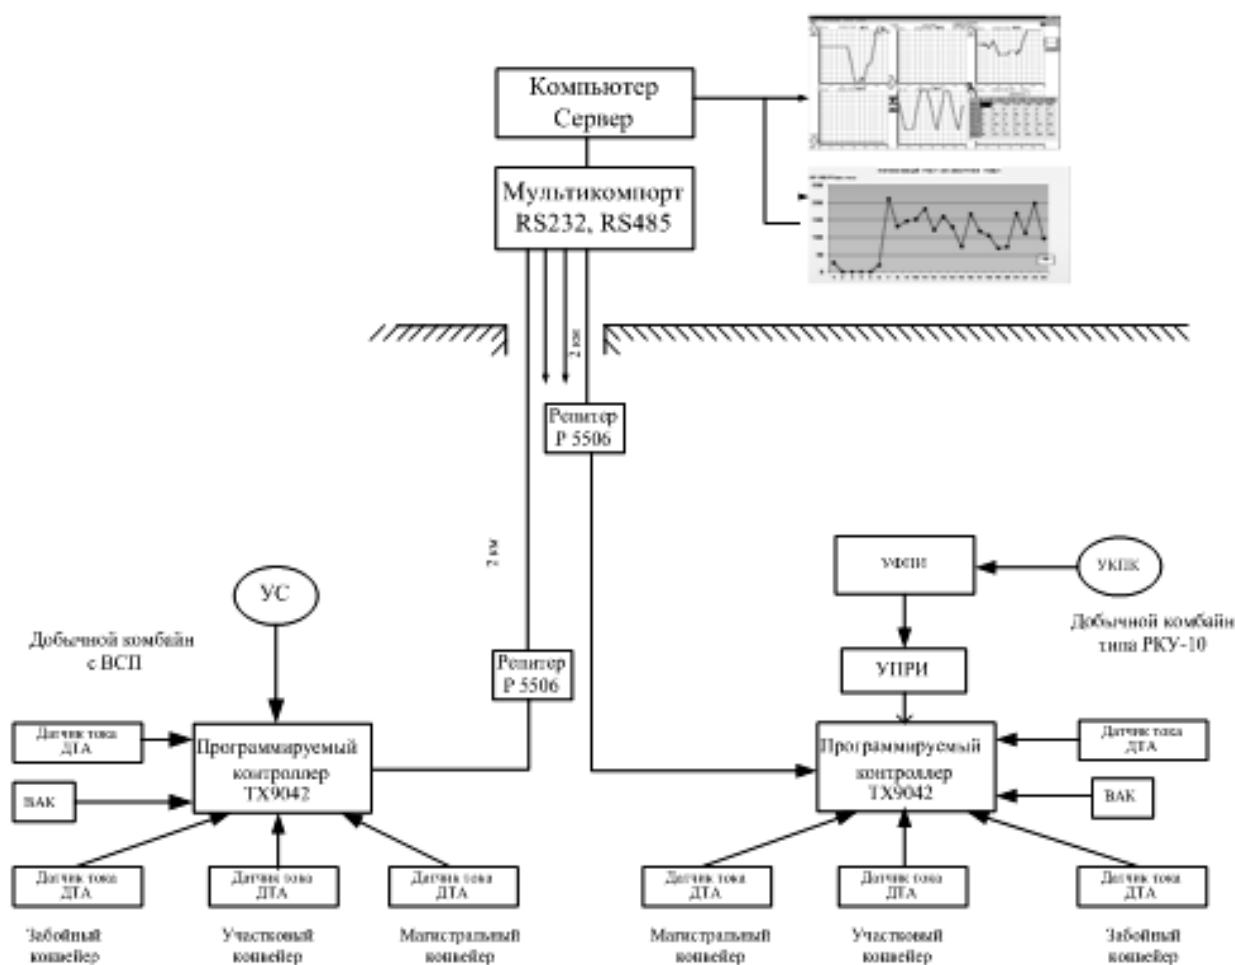 Компьютер
Сервер
Мультикомпорт
RS232, RS485
2 км
Репитер
Р 5506
2 км
УФПИ
УКПК
УС
Добычной комбайн
с ВСП
Добычной комбайн
типа РКУ-10
Репитер
Р 5506
УПРИ
Датчик тока
ДТА
Программируемый
контроллер
ТХ9042
Программируемый
контроллер
ТХ9042
Датчик тока
ДТА
ВАК
ВАК
Датчик тока
ДТА
Датчик тока
ДТА
Датчик тока
ДТА
Датчик тока
ДТА
Датчик тока
ДТА
Датчик тока
ДТА
Забойный
конвейер
Участковый
конвейер
Магистральный
конвейер
Магистральный
конвейер
Участковый
конвейер
Забойный
конвейер